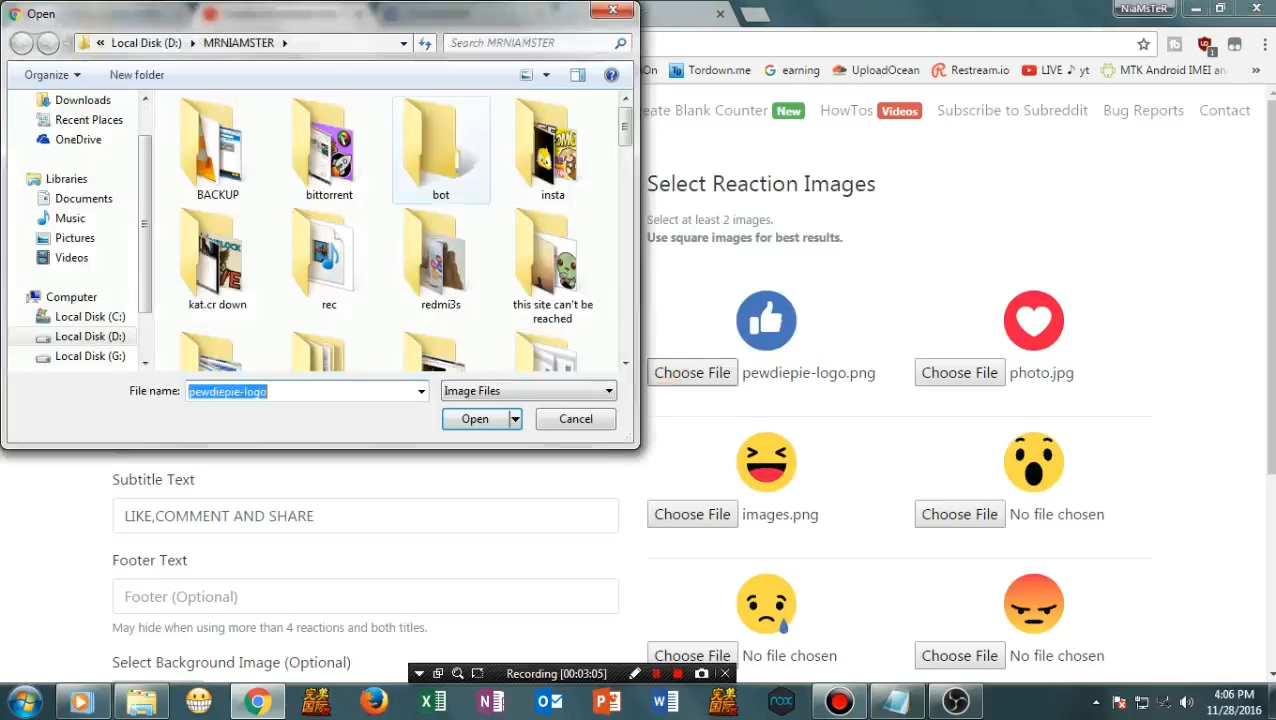 Open
NiAMSTeR
« Local Disk (D:) MRNIAMSTER
Search MRNIAMSTER
1
Organize
New folder
On
Tordown.me
earning
UploadOcean
Restream.io
LIVE ♪ yt
MTK Android IMEI an
»
Downloads
Recent Places
OneDrive
Libraries
Documents
Music
Pictures
Videos
Computer
Local Disk (C:)
Local Disk (D:)
Local Disk (G:)
BACKUP
bittorrent
bot
insta
kat.cr down
rec
redmi3s
this site can't be
reached
File name:
pewdiepie-logo
Image Files
Open
Cancel
eate Blank Counter New HowTos Videos Subscribe to Subreddit Bug Reports Contact
Select Reaction Images
Select at least 2 images.
Use square images for best results.
Choose File pewdiepie-logo.png
Choose File photo.jpg
Choose File images.png
Choose File No file chosen
Choose File No file chosen
Choose File No file chosen
Subtitle Text
LIKE,COMMENT AND SHARE
Footer Text
Footer (Optional)
May hide when using more than 4 reactions and both titles.
Select Background Image (Optional)
Recording [00:03:05]
4:06 PM
11/28/2016